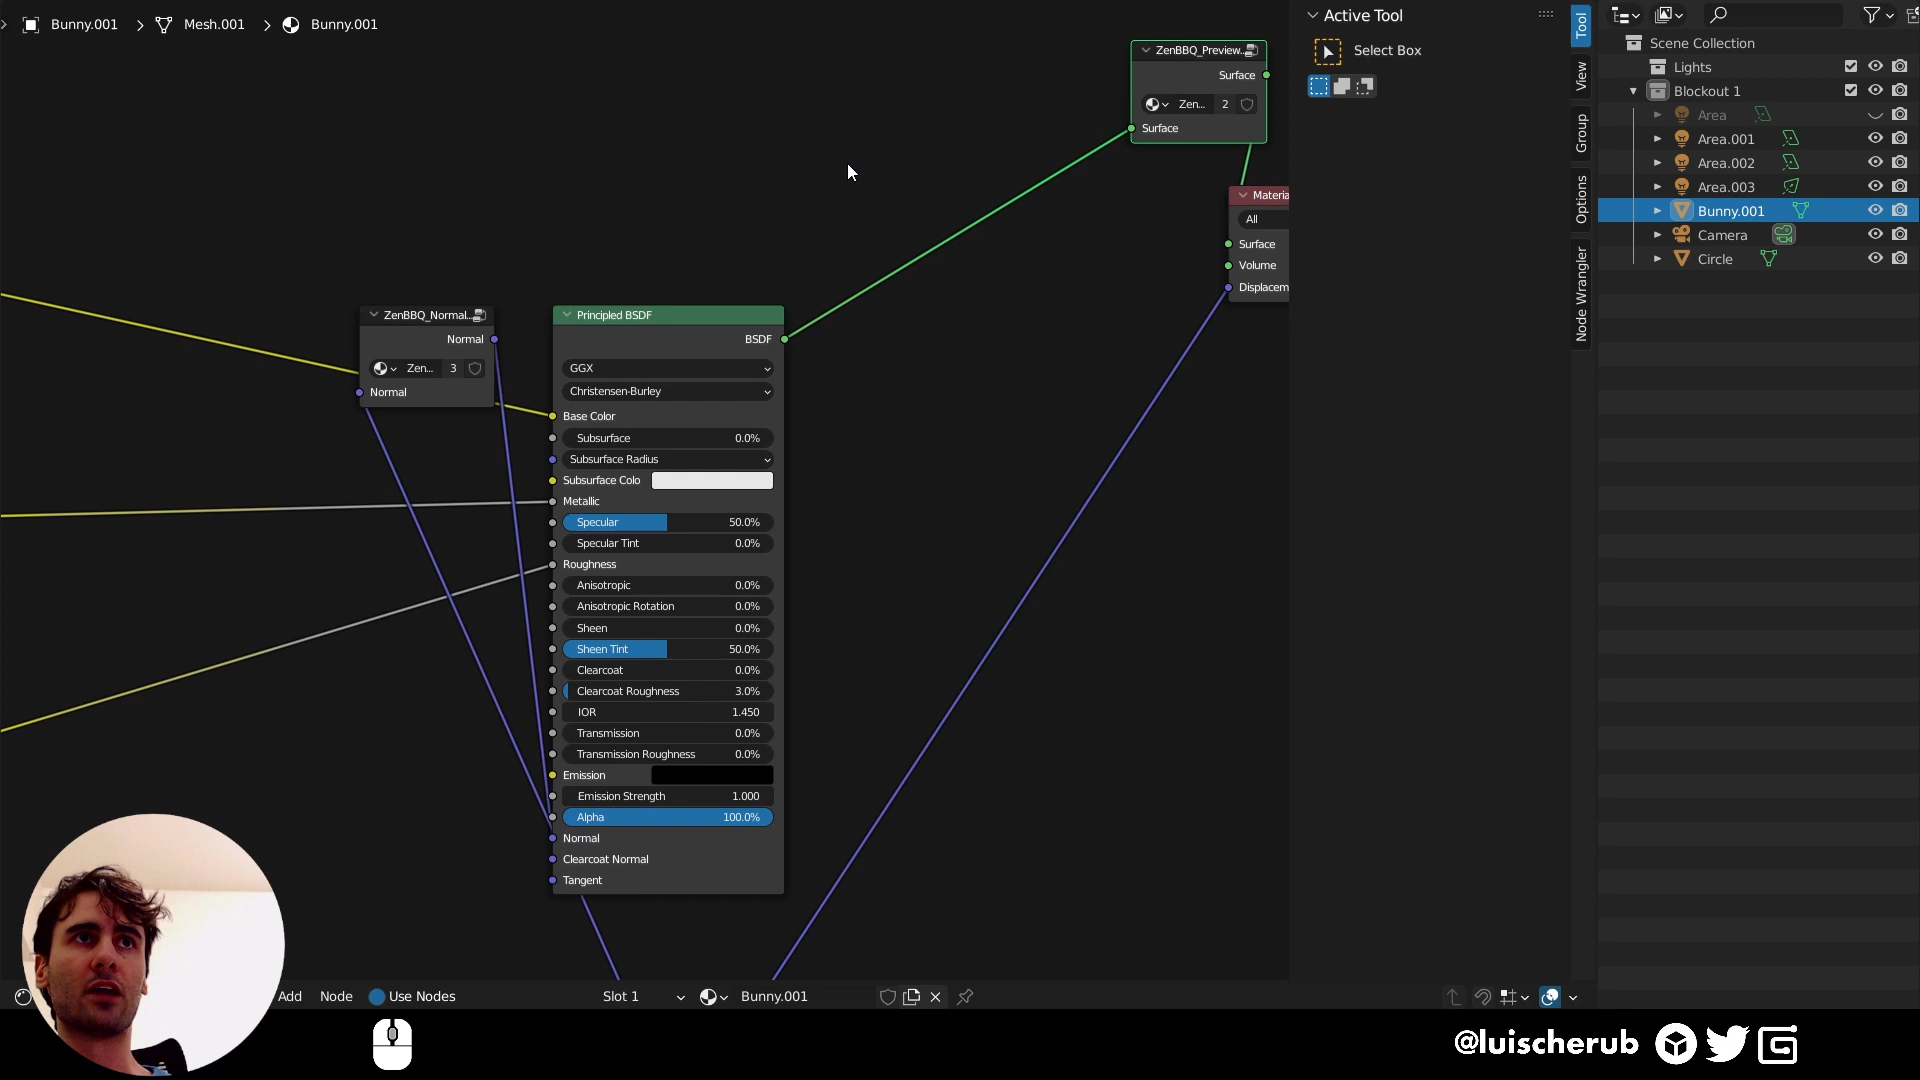 Bunny.001 > Mesh.001 > Bunny.001
ZenBBQ_Preview..
Surface
Zen... 2
Surface
Materia
All
Surface
Volume
Displacem
ZenBBQ_Normal...
Normal
Zen... 3
Normal
Principled BSDF
BSDF
GGX
Christensen-Burley
Base Color
Subsurface 0.0%
Subsurface Radius
Subsurface Colo
Metallic
Specular 50.0%
Specular Tint 0.0%
Roughness
Anisotropic 0.0%
Anisotropic Rotation 0.0%
Sheen 0.0%
Sheen Tint 50.0%
Clearcoat 0.0%
Clearcoat Roughness 3.0%
IOR 1.450
Transmission 0.0%
Transmission Roughness 0.0%
Emission
Emission Strength 1.000
Alpha 100.0%
Normal
Clearcoat Normal
Tangent
Add Node Use Nodes Slot 1 Bunny.001
Active Tool
Select Box
Tool
View
Group
Options
Node Wrangler
Scene Collection
Lights
Blockout 1
Area
Area.001
Area.002
Area.003
Bunny.001
Camera
Circle
@luischerub